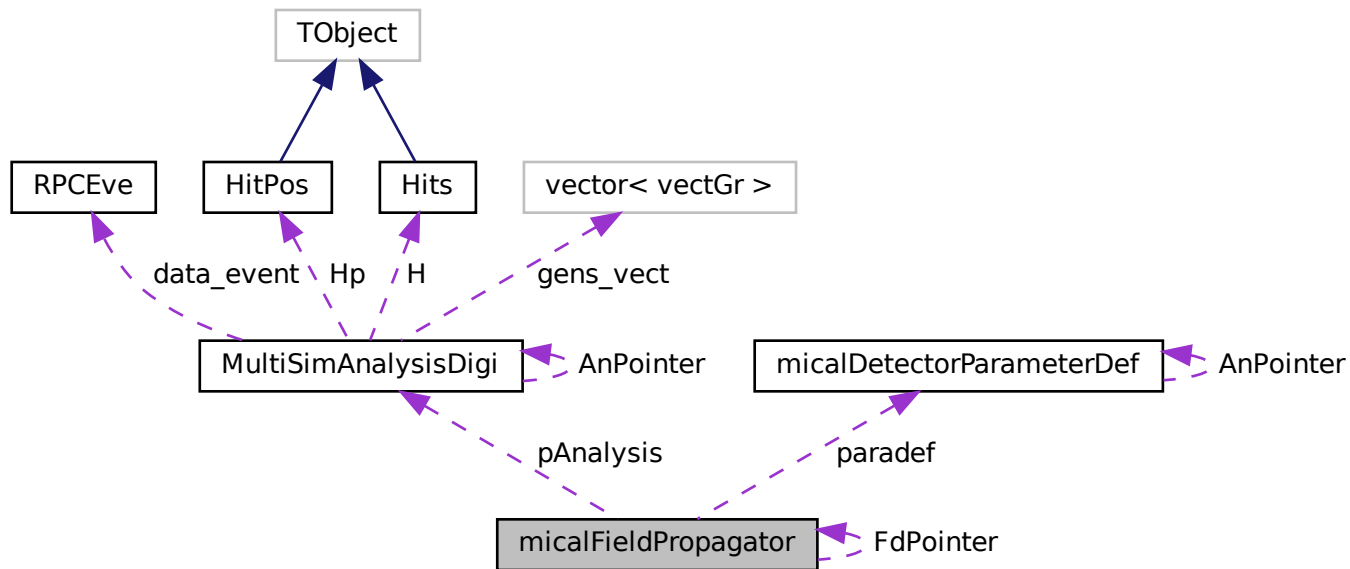 TObject
RPCEve
HitPos
Hits
vector< vectGr >
data_event
Hp
H
gens_vect
MultiSimAnalysisDigi
AnPointer
micalDetectorParameterDef
AnPointer
pAnalysis
paradef
micalFieldPropagator
FdPointer